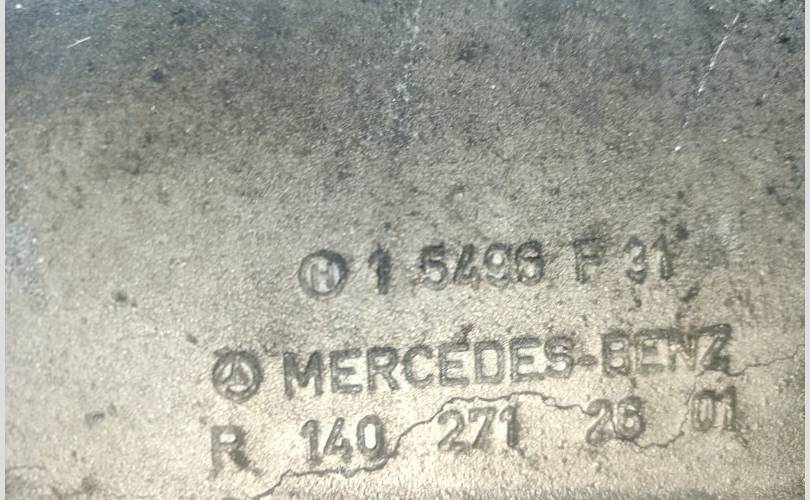 H 1 5496 F 31
MERCEDES-BENZ
R 140 271 26 01